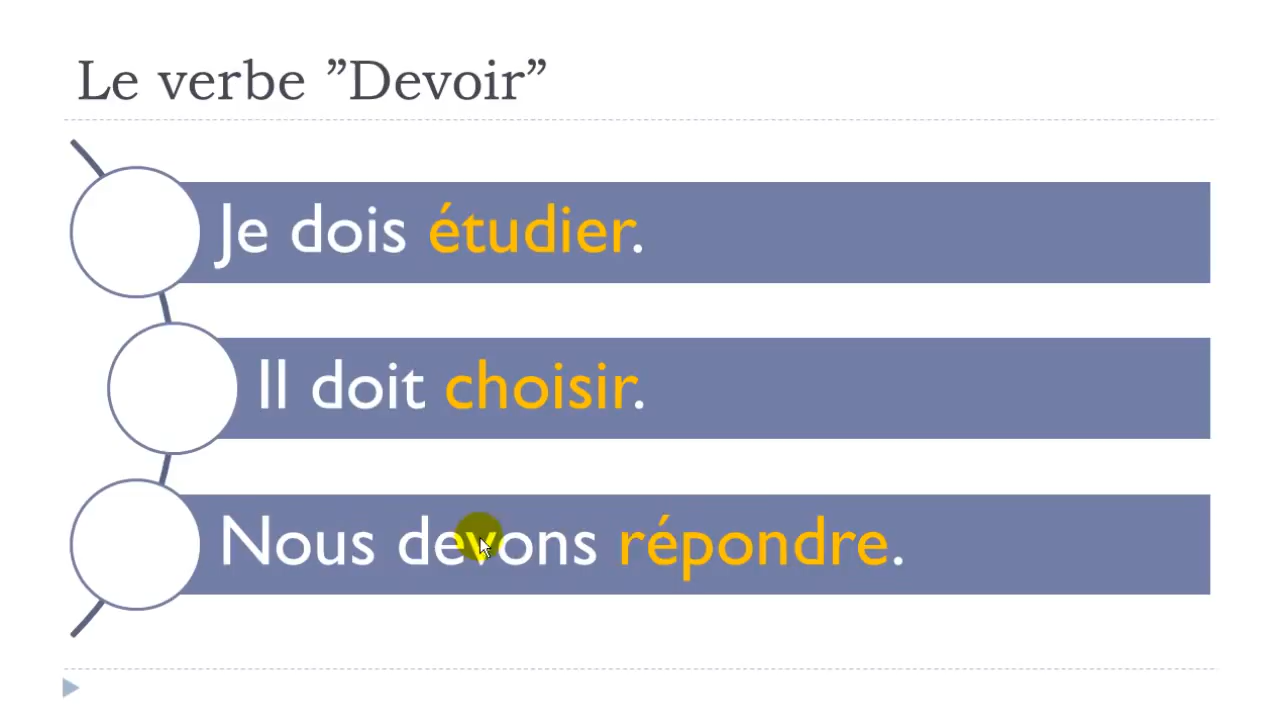 Le verbe ”Devoir”
Je dois étudier.
Il doit choisir.
Nous devons répondre.